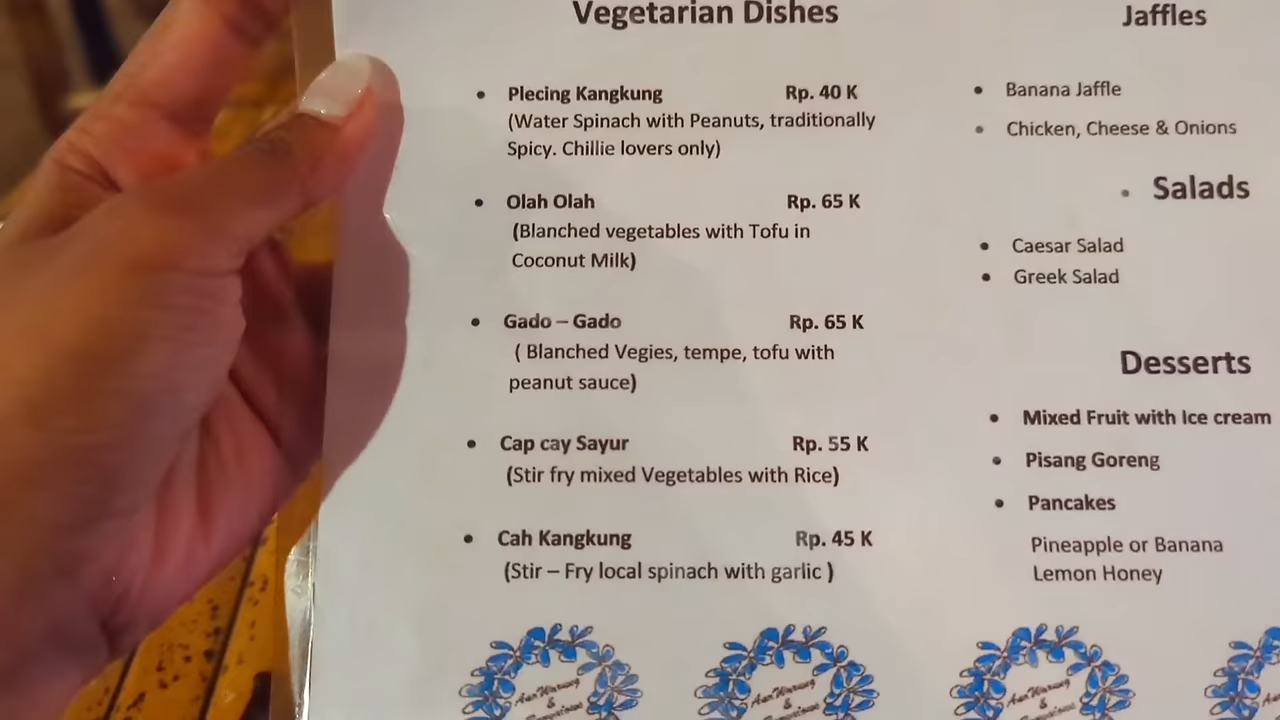 Vegetarian Dishes
• Plecing Kangkung Rp. 40 K
(Water Spinach with Peanuts, traditionally
Spicy. Chillie lovers only)
• Olah Olah Rp. 65 K
(Blanched vegetables with Tofu in
Coconut Milk)
• Gado – Gado Rp. 65 K
( Blanched Vegies, tempe, tofu with
peanut sauce)
• Cap cay Sayur Rp. 55 K
(Stir fry mixed Vegetables with Rice)
• Cah Kangkung Rp. 45 K
(Stir – Fry local spinach with garlic )
Jaffles
• Banana Jaffle
• Chicken, Cheese & Onions
• Salads
• Caesar Salad
• Greek Salad
Desserts
• Mixed Fruit with Ice cream
• Pisang Goreng
• Pancakes
Pineapple or Banana
Lemon Honey
&
&
&